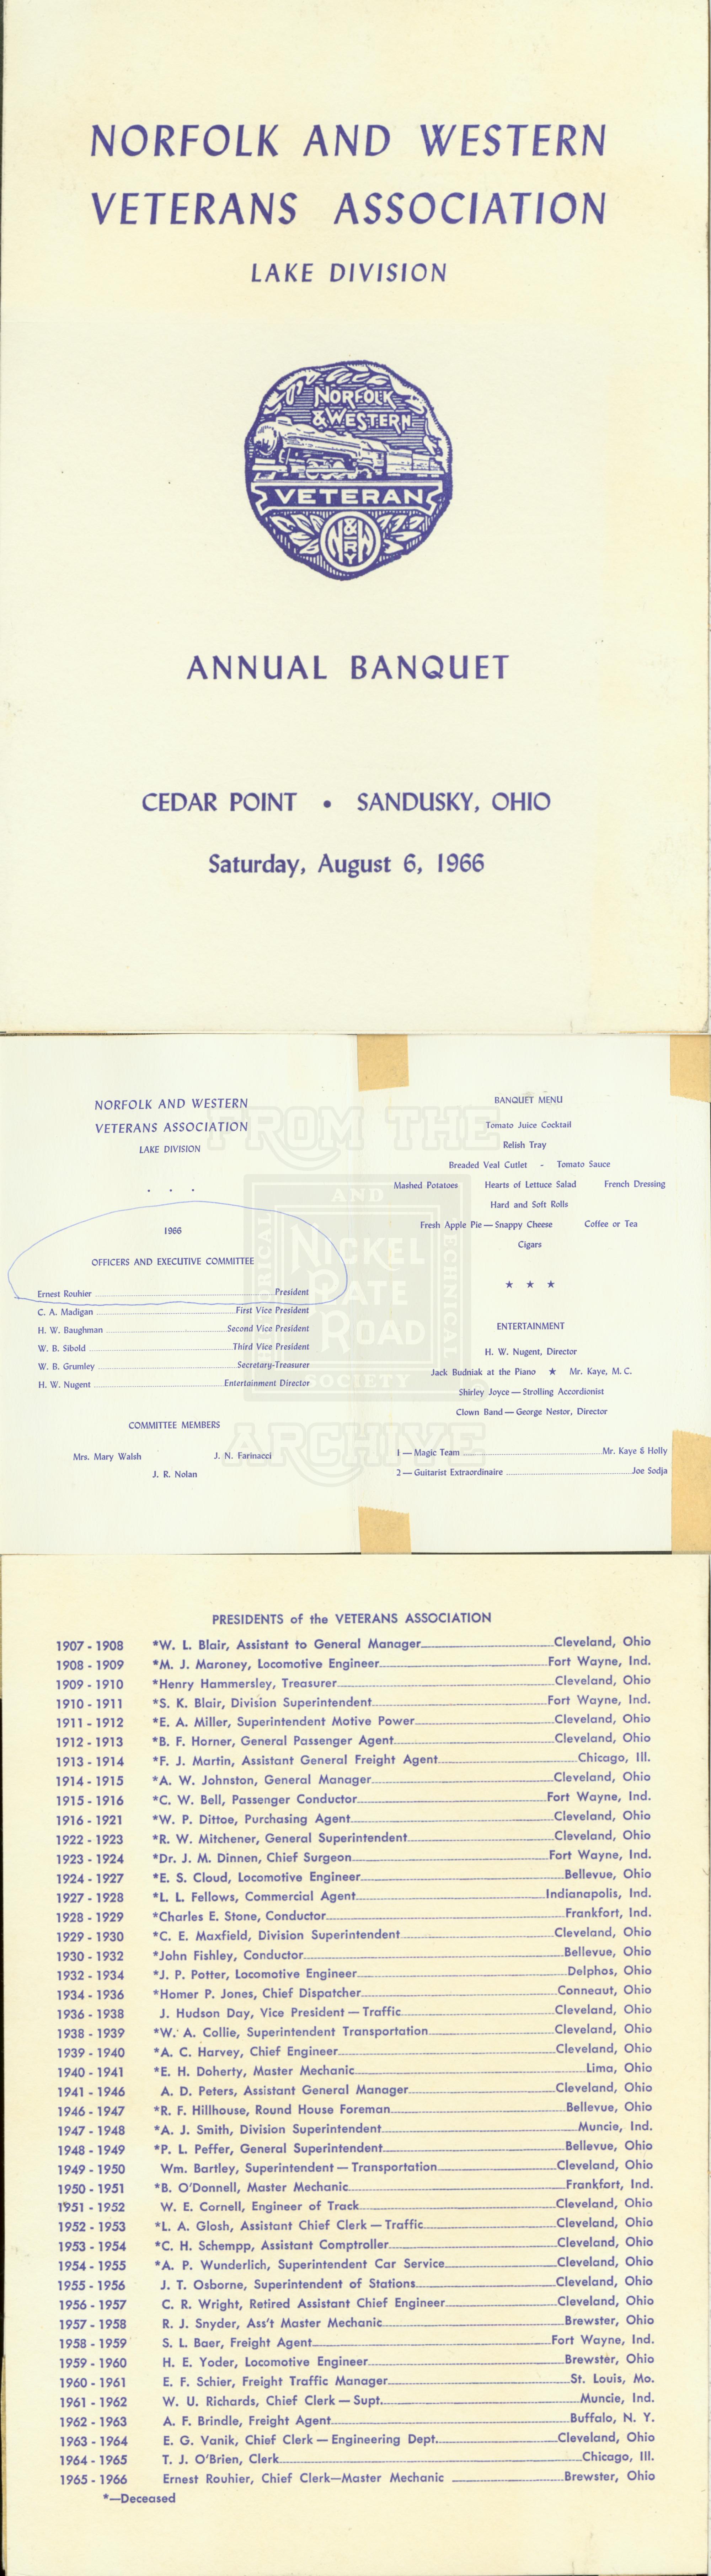 NORFOLK AND WESTERN
VETERANS ASSOCIATION
LAKE DIVISION
NORFOLK
& WESTERN
VETERAN
N&W
RY
ANNUAL BANQUET
CEDAR POINT • SANDUSKY, OHIO
Saturday, August 6, 1966
NORFOLK AND WESTERN
VETERANS ASSOCIATION
LAKE DIVISION
. . .
1966
OFFICERS AND EXECUTIVE COMMITTEE
Ernest Rouhier President
C. A. Madigan First Vice President
H. W. Baughman Second Vice President
W. B. Sibold Third Vice President
W. B. Grumley Secretary-Treasurer
H. W. Nugent Entertainment Director
COMMITTEE MEMBERS
Mrs. Mary Walsh J. N. Farinacci
J. R. Nolan
BANQUET MENU
Tomato Juice Cocktail
Relish Tray
Breaded Veal Cutlet - Tomato Sauce
Mashed Potatoes Hearts of Lettuce Salad French Dressing
Hard and Soft Rolls
Fresh Apple Pie — Snappy Cheese Coffee or Tea
Cigars
★ ★ ★
ENTERTAINMENT
H. W. Nugent, Director
Jack Budniak at the Piano ★ Mr. Kaye, M. C.
Shirley Joyce — Strolling Accordionist
Clown Band — George Nestor, Director
1 — Magic Team Mr. Kaye & Holly
2 — Guitarist Extraordinaire Joe Sodja
FROM THE
HISTORICAL AND TECHNICAL SOCIETY
NICKEL
PLATE
ROAD
ARCHIVE
PRESIDENTS of the VETERANS ASSOCIATION
1907 - 1908 *W. L. Blair, Assistant to General Manager Cleveland, Ohio
1908 - 1909 *M. J. Maroney, Locomotive Engineer Fort Wayne, Ind.
1909 - 1910 *Henry Hammersley, Treasurer Cleveland, Ohio
1910 - 1911 *S. K. Blair, Division Superintendent Fort Wayne, Ind.
1911 - 1912 *E. A. Miller, Superintendent Motive Power Cleveland, Ohio
1912 - 1913 *B. F. Horner, General Passenger Agent Cleveland, Ohio
1913 - 1914 *F. J. Martin, Assistant General Freight Agent Chicago, Ill.
1914 - 1915 *A. W. Johnston, General Manager Cleveland, Ohio
1915 - 1916 *C. W. Bell, Passenger Conductor Fort Wayne, Ind.
1916 - 1921 *W. P. Dittoe, Purchasing Agent Cleveland, Ohio
1922 - 1923 *R. W. Mitchener, General Superintendent Cleveland, Ohio
1923 - 1924 *Dr. J. M. Dinnen, Chief Surgeon Fort Wayne, Ind.
1924 - 1927 *E. S. Cloud, Locomotive Engineer Bellevue, Ohio
1927 - 1928 *L. L. Fellows, Commercial Agent Indianapolis, Ind.
1928 - 1929 *Charles E. Stone, Conductor Frankfort, Ind.
1929 - 1930 *C. E. Maxfield, Division Superintendent Cleveland, Ohio
1930 - 1932 *John Fishley, Conductor Bellevue, Ohio
1932 - 1934 *J. P. Potter, Locomotive Engineer Delphos, Ohio
1934 - 1936 *Homer P. Jones, Chief Dispatcher Conneaut, Ohio
1936 - 1938 J. Hudson Day, Vice President — Traffic Cleveland, Ohio
1938 - 1939 *W. A. Collie, Superintendent Transportation Cleveland, Ohio
1939 - 1940 *A. C. Harvey, Chief Engineer Cleveland, Ohio
1940 - 1941 *E. H. Doherty, Master Mechanic Lima, Ohio
1941 - 1946 A. D. Peters, Assistant General Manager Cleveland, Ohio
1946 - 1947 *R. F. Hillhouse, Round House Foreman Bellevue, Ohio
1947 - 1948 *A. J. Smith, Division Superintendent Muncie, Ind.
1948 - 1949 *P. L. Peffer, General Superintendent Bellevue, Ohio
1949 - 1950 Wm. Bartley, Superintendent — Transportation Cleveland, Ohio
1950 - 1951 *B. O'Donnell, Master Mechanic Frankfort, Ind.
1951 - 1952 W. E. Cornell, Engineer of Track Cleveland, Ohio
1952 - 1953 *L. A. Glosh, Assistant Chief Clerk — Traffic Cleveland, Ohio
1953 - 1954 *C. H. Schempp, Assistant Comptroller Cleveland, Ohio
1954 - 1955 *A. P. Wunderlich, Superintendent Car Service Cleveland, Ohio
1955 - 1956 J. T. Osborne, Superintendent of Stations Cleveland, Ohio
1956 - 1957 C. R. Wright, Retired Assistant Chief Engineer Cleveland, Ohio
1957 - 1958 R. J. Snyder, Ass't Master Mechanic Brewster, Ohio
1958 - 1959 S. L. Baer, Freight Agent Fort Wayne, Ind.
1959 - 1960 H. E. Yoder, Locomotive Engineer Brewster, Ohio
1960 - 1961 E. F. Schier, Freight Traffic Manager St. Louis, Mo.
1961 - 1962 W. U. Richards, Chief Clerk — Supt. Muncie, Ind.
1962 - 1963 A. F. Brindle, Freight Agent Buffalo, N. Y.
1963 - 1964 E. G. Vanik, Chief Clerk — Engineering Dept. Cleveland, Ohio
1964 - 1965 T. J. O'Brien, Clerk Chicago, Ill.
1965 - 1966 Ernest Rouhier, Chief Clerk—Master Mechanic Brewster, Ohio
*—Deceased